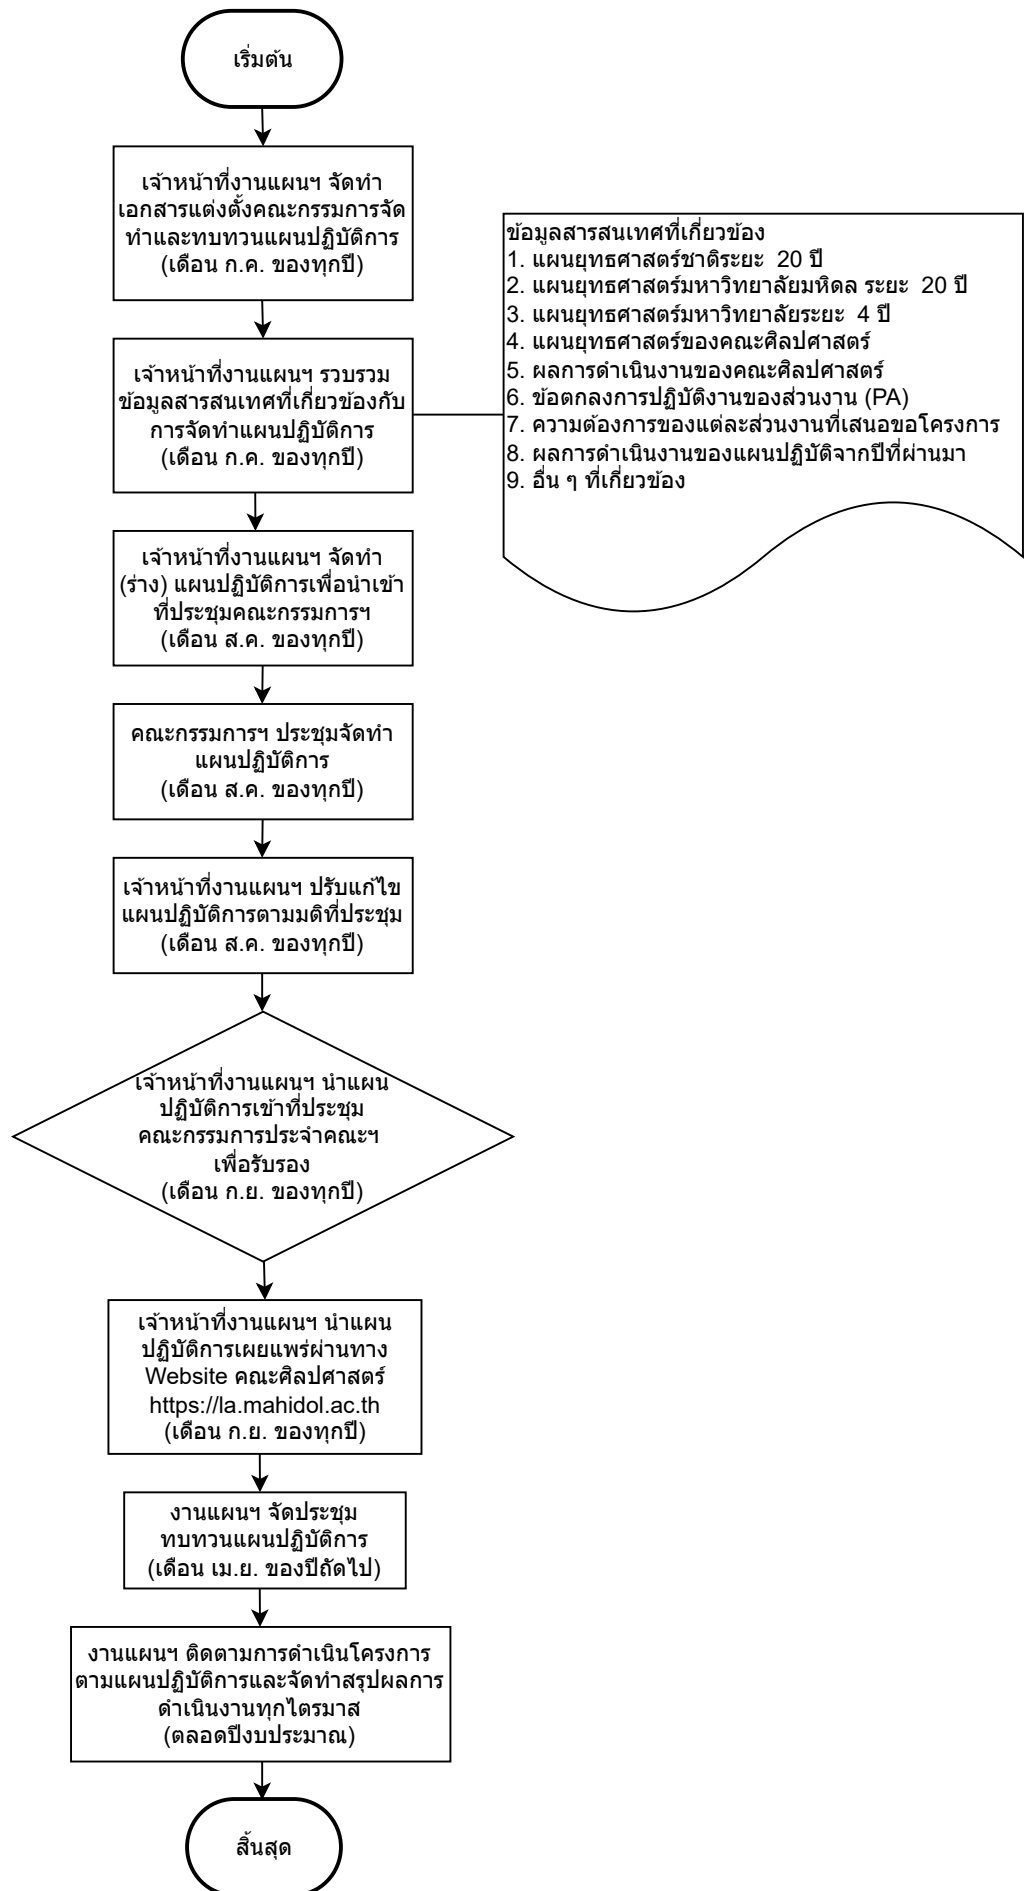 เริ่มต้น
เจ้าหน้าที่งานแผนฯ จัดทำ
เอกสารแต่งตั้งคณะกรรมการจัด
ทำและทบทวนแผนปฏิบัติการ
(เดือน ก.ค. ของทุกปี)
เจ้าหน้าที่งานแผนฯ รวบรวม
ข้อมูลสารสนเทศที่เกี่ยวข้องกับ
การจัดทำแผนปฏิบัติการ
(เดือน ก.ค. ของทุกปี)
ข้อมูลสารสนเทศที่เกี่ยวข้อง
1. แผนยุทธศาสตร์ชาติระยะ 20 ปี
2. แผนยุทธศาสตร์มหาวิทยาลัยมหิดล ระยะ 20 ปี
3. แผนยุทธศาสตร์มหาวิทยาลัยระยะ 4 ปี
4. แผนยุทธศาสตร์ของคณะศิลปศาสตร์
5. ผลการดำเนินงานของคณะศิลปศาสตร์
6. ข้อตกลงการปฏิบัติงานของส่วนงาน (PA)
7. ความต้องการของแต่ละส่วนงานที่เสนอขอโครงการ
8. ผลการดำเนินงานของแผนปฏิบัติจากปีที่ผ่านมา
9. อื่น ๆ ที่เกี่ยวข้อง
เจ้าหน้าที่งานแผนฯ จัดทำ
(ร่าง) แผนปฏิบัติการเพื่อนำเข้า
ที่ประชุมคณะกรรมการฯ
(เดือน ส.ค. ของทุกปี)
คณะกรรมการฯ ประชุมจัดทำ
แผนปฏิบัติการ
(เดือน ส.ค. ของทุกปี)
เจ้าหน้าที่งานแผนฯ ปรับแก้ไข
แผนปฏิบัติการตามมติที่ประชุม
(เดือน ส.ค. ของทุกปี)
เจ้าหน้าที่งานแผนฯ นำแผน
ปฏิบัติการเข้าที่ประชุม
คณะกรรมการประจำคณะฯ
เพื่อรับรอง
(เดือน ก.ย. ของทุกปี)
เจ้าหน้าที่งานแผนฯ นำแผน
ปฏิบัติการเผยแพร่ผ่านทาง
Website คณะศิลปศาสตร์
https://la.mahidol.ac.th
(เดือน ก.ย. ของทุกปี)
งานแผนฯ จัดประชุม
ทบทวนแผนปฏิบัติการ
(เดือน เม.ย. ของปีถัดไป)
งานแผนฯ ติดตามการดำเนินโครงการ
ตามแผนปฏิบัติการและจัดทำสรุปผลการ
ดำเนินงานทุกไตรมาส
(ตลอดปีงบประมาณ)
สิ้นสุด